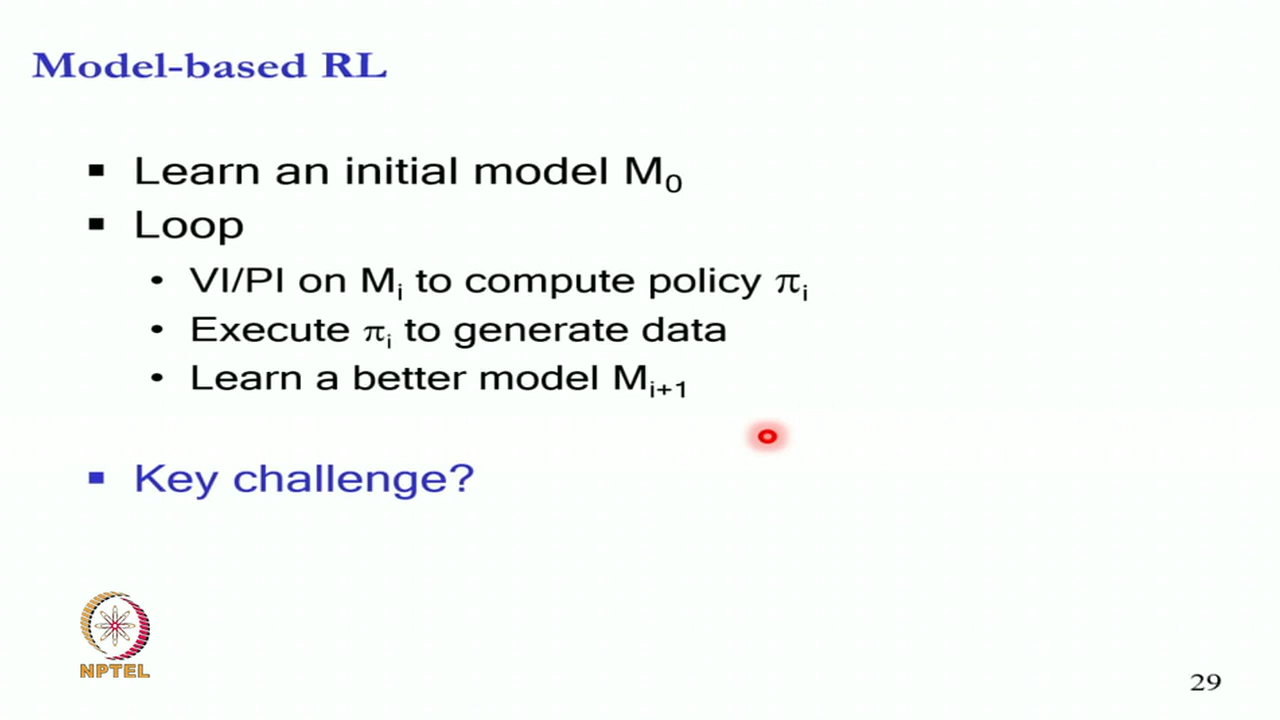 Model-based RL
▪ Learn an initial model M₀
▪ Loop
• VI/PI on Mᵢ to compute policy πᵢ
• Execute πᵢ to generate data
• Learn a better model Mᵢ₊₁
▪ Key challenge?
NPTEL
29